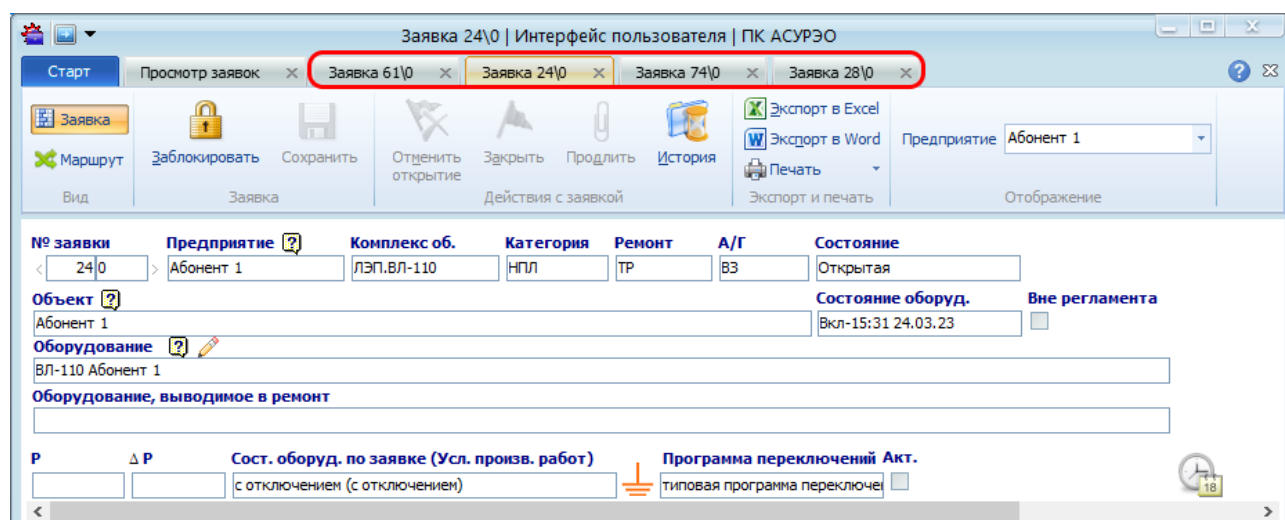 Заявка 24\0 | Интерфейс пользователя | ПК АСУРЭО
Старт Просмотр заявок Заявка 61\0 Заявка 24\0 Заявка 74\0 Заявка 28\0
Заявка
Маршрут
Вид
Заблокировать Сохранить
Заявка
Отменить открытие Закрыть Продлить История
Действия с заявкой
Экспорт в Excel
Экспорт в Word
Печать
Экспорт и печать
Предприятие Абонент 1
Отображение
№ заявки Предприятие Комплекс об. Категория Ремонт А/Г Состояние
24 0 Абонент 1 ЛЭП.ВЛ-110 НПЛ ТР ВЗ Открытая
Объект Состояние оборуд. Вне регламента
Абонент 1 Вкл-15:31 24.03.23
Оборудование
ВЛ-110 Абонент 1
Оборудование, выводимое в ремонт
Р Δ Р Сост. оборуд. по заявке (Усл. произв. работ) Программа переключений Акт.
с отключением (с отключением) типовая программа переключе
18